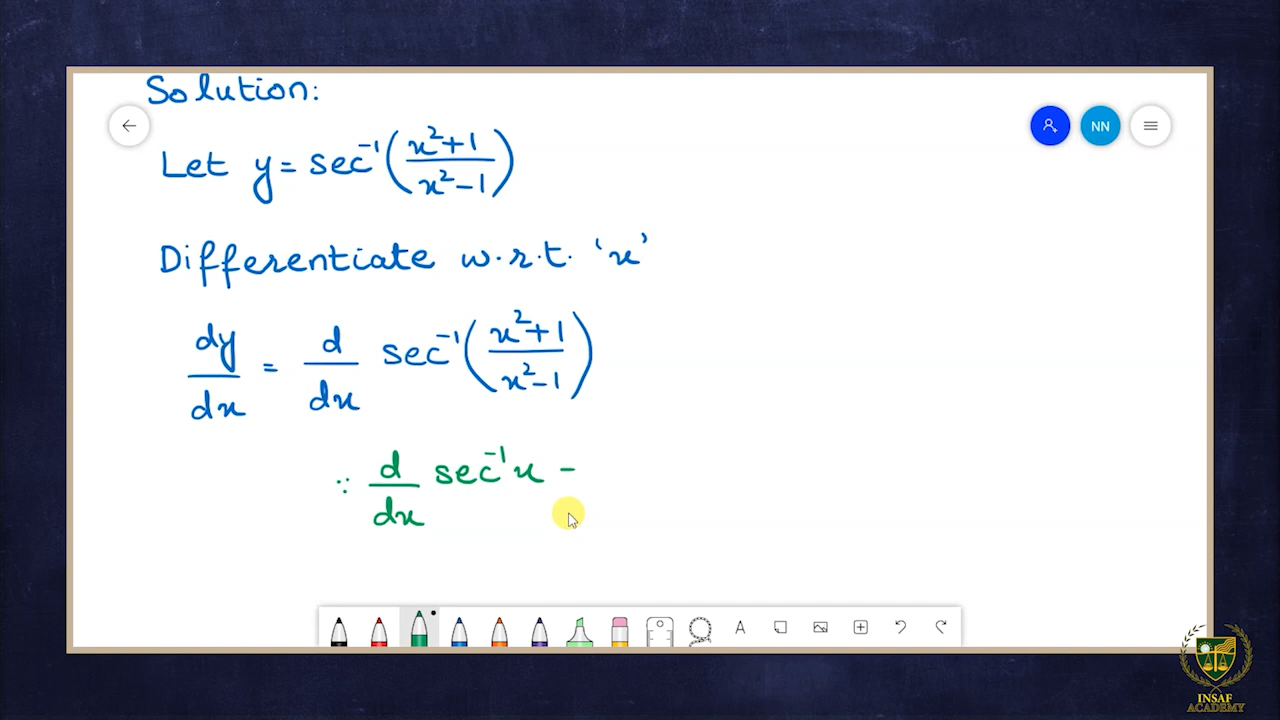 Solution:
Let y = sec⁻¹((x²+1)/(x²−1))
NN
Differentiate w.r.t. 'x'
dy/dx = d/dx sec⁻¹((x²+1)/(x²−1))
∵ d/dx sec⁻¹x −
A
INSAF
ACADEMY